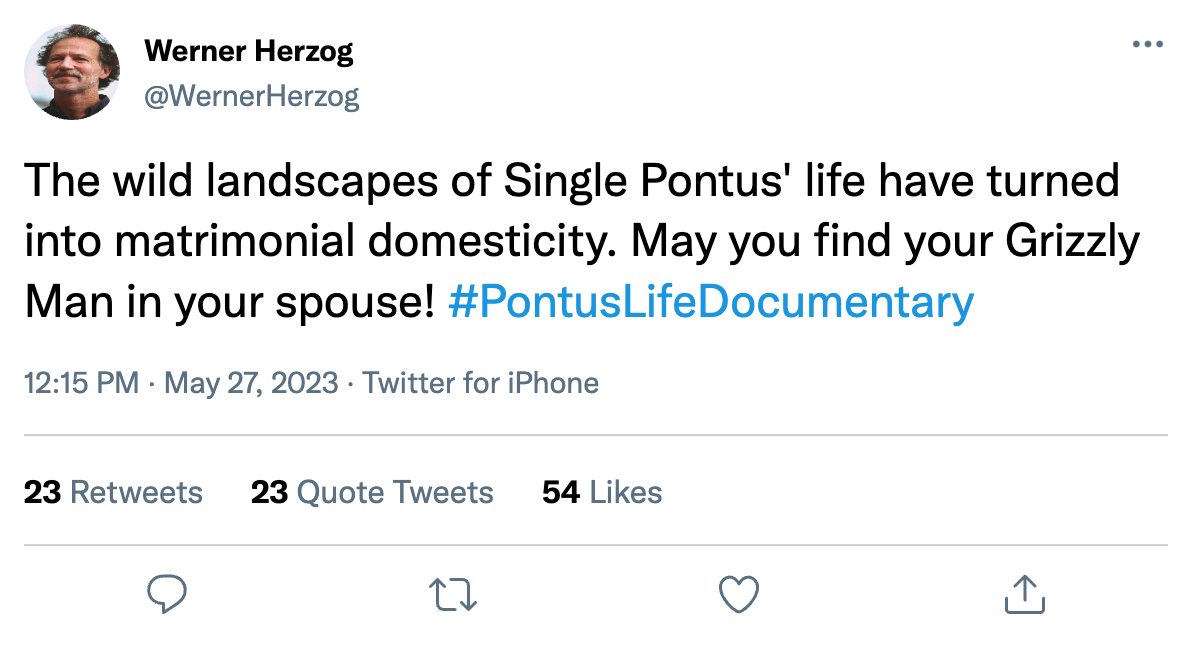 Werner Herzog
@WernerHerzog
The wild landscapes of Single Pontus' life have turned
into matrimonial domesticity. May you find your Grizzly
Man in your spouse! #PontusLifeDocumentary
12:15 PM · May 27, 2023 · Twitter for iPhone
23 Retweets 23 Quote Tweets 54 Likes